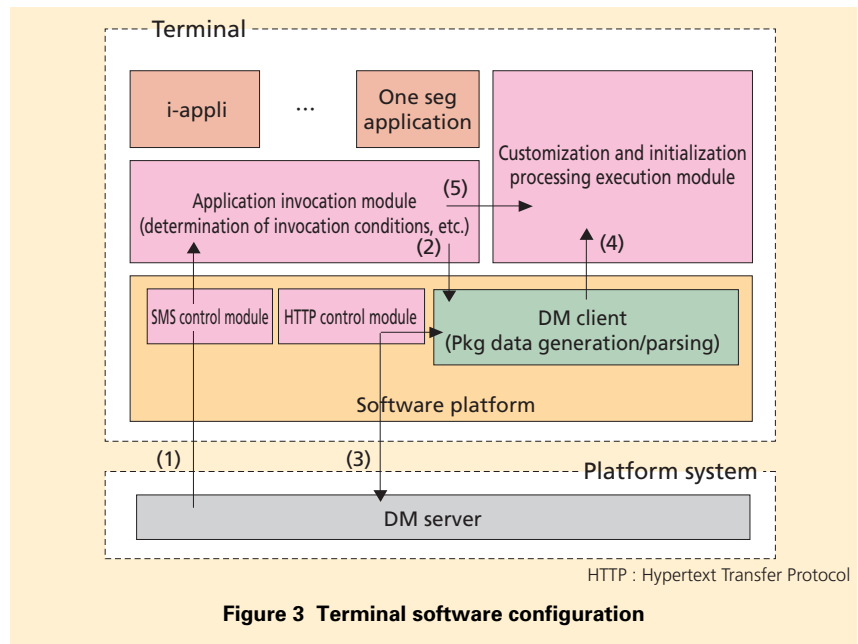 Terminal
i-appli
...
One seg
application
Customization and initialization
processing execution module
Application invocation module
(determination of invocation conditions, etc.)
(5)
(2)
(4)
SMS control module
HTTP control module
DM client
(Pkg data generation/parsing)
Software platform
(1)
(3)
Platform system
DM server
HTTP : Hypertext Transfer Protocol
Figure 3 Terminal software configuration